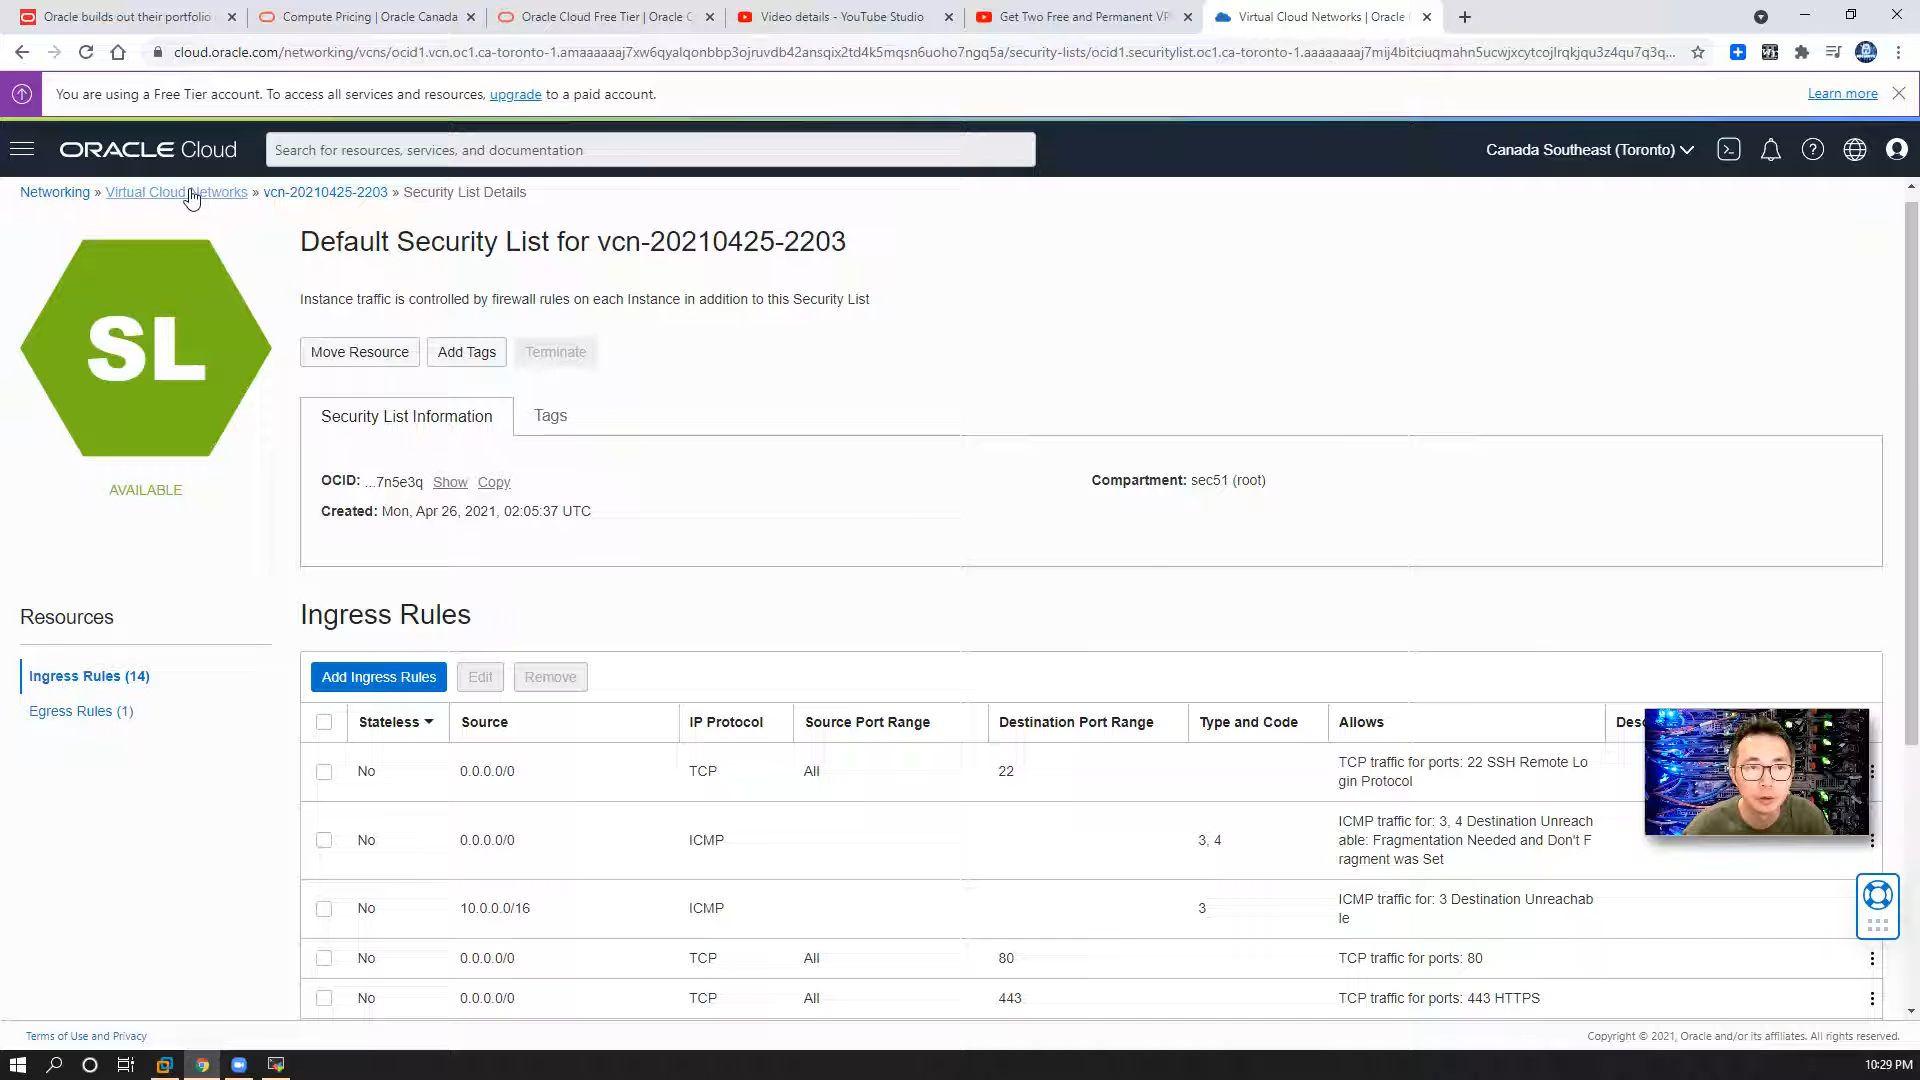 Oracle builds out their portfolio
Compute Pricing | Oracle Canada
Oracle Cloud Free Tier | Oracle C
Video details - YouTube Studio
Get Two Free and Permanent VP
Virtual Cloud Networks | Oracle
cloud.oracle.com/networking/vcns/ocid1.vcn.oc1.ca-toronto-1.amaaaaaaj7xw6qyalqonbbp3ojruvdb42ansqix2td4k5mqsn6uoho7ngq5a/security-lists/ocid1.securitylist.oc1.ca-toronto-1.aaaaaaaaj7mij4bitciuqmahn5ucwjxcytcojlrqkjqu3z4qu7q3q...
You are using a Free Tier account. To access all services and resources, upgrade to a paid account.
Learn more
ORACLE Cloud
Search for resources, services, and documentation
Canada Southeast (Toronto)
Networking » Virtual Cloud Networks » vcn-20210425-2203 » Security List Details
SL
AVAILABLE
Default Security List for vcn-20210425-2203
Instance traffic is controlled by firewall rules on each Instance in addition to this Security List
Move Resource Add Tags Terminate
Security List Information Tags
OCID: ...7n5e3q Show Copy
Compartment: sec51 (root)
Created: Mon, Apr 26, 2021, 02:05:37 UTC
Resources
Ingress Rules (14)
Egress Rules (1)
Ingress Rules
Add Ingress Rules Edit Remove
Stateless Source IP Protocol Source Port Range Destination Port Range Type and Code Allows
No 0.0.0.0/0 TCP All 22 TCP traffic for ports: 22 SSH Remote Lo
gin Protocol
No 0.0.0.0/0 ICMP 3, 4 ICMP traffic for: 3, 4 Destination Unreach
able: Fragmentation Needed and Don't F
ragment was Set
No 10.0.0.0/16 ICMP 3 ICMP traffic for: 3 Destination Unreachab
le
No 0.0.0.0/0 TCP All 80 TCP traffic for ports: 80
No 0.0.0.0/0 TCP All 443 TCP traffic for ports: 443 HTTPS
Terms of Use and Privacy
Copyright © 2021, Oracle and/or its affiliates. All rights reserved.
10:29 PM